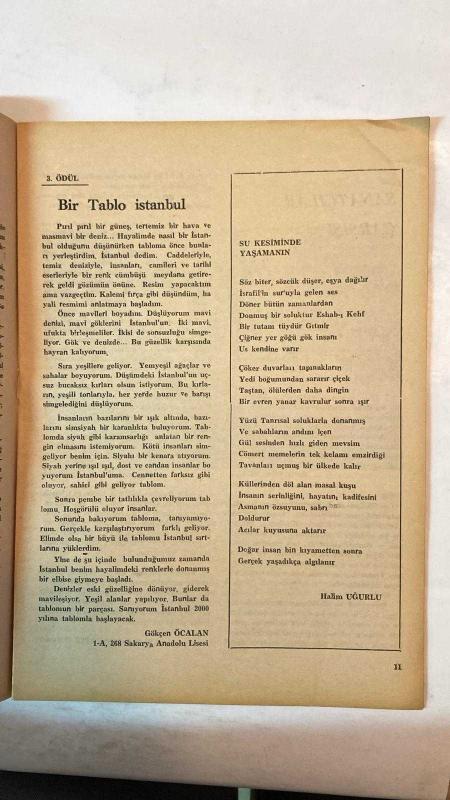 3. ÖDÜL
Bir Tablo istanbul
Pırıl pırıl bir güneş, tertemiz bir hava ve
masmavi bir deniz... Hayalimde nasıl bir İstan-
bul olduğunu düşünürken tabloma önce bunla-
rı yerleştirdim, İstanbul dedim. Caddeleriyle,
temiz deniziyle, insanları, camileri ve tarihi
eserleriyle bir renk cümbüşü meydana getire-
rek geldi gözümün önüne. Resim yapacaktım
ama vazgeçtim. Kalemi fırça gibi düşündüm, ha
yali resmimi anlatmaya başladım.
Önce mavileri boyadım. Düşlüyorum mavi
denizi, mavi göklerini İstanbul'un. İki mavi,
ufukta birleşmeliler. İkisi de sonsuzluğu simge-
liyor. Gök ve denizde... Bu güzellik karşısında
hayran kalıyorum.
Sıra yeşillere geliyor. Yemyeşil ağaçlar ve
sahalar boyuyorum. Düşümdeki İstanbul'un uç-
suz bucaksız kırları olsun istiyorum. Bu kırla-
rın, yeşil tonlarıyla, her yerde huzur ve barışı
simgelediğini düşlüyorum.
İnsanların bazılarını bir ışık altında, bazı-
larını simsiyah bir karanlıkta buluyorum. Tab-
lomda siyah gibi karamsarlığı anlatan bir ren-
gin olmasını istemiyorum. Kötü insanları sim-
geliyor benim için. Siyahı bir kenara atıyorum.
Siyah yerine ışıl ışıl, dost ve candan insanlar bo
yuyorum İstanbul'uma. Cennetten farksız gibi
oluyor, sahici gibi geliyor tablom.
Sonra pembe bir tatlılıkla çevreliyorum tab
lomu. Hoşgörülü oluyor insanlar.
Sonunda bakıyorum tabloma, tanıyamıyo-
rum. Gerçekle karşılaştırıyorum farklı geliyor.
Elimde olsa bir büyü ile tablomu İstanbul sırt-
larına yüklerdim.
Yine de şu içinde bulunduğumuz zamanda
İstanbul benim hayalimdeki renklerle donanmış
bir elbise giymeye başladı.
Denizler eski güzelliğine dönüyor, giderek
mavileşiyor. Yeşil alanlar yapılıyor. Bunlar da
tablomun bir parçası. Sanıyorum İstanbul 2000
yılına tablomla başlayacak.
Gökçen ÖCALAN
1-A, 268 Sakarya Anadolu Lisesi
SU KESİMİNDE
YAŞAMANIN
Söz biter, sözcük düşer, eşya dağılır
İsrafil'in sur'uyla gelen ses
Döner bütün zamanlardan
Donmuş bir soluktur Eshab-ı Kehf
Bir tutam tüydür Gıtmir
Çiğner yer göğü gök insanı
Us kendine varır
Çöker duvarları tapınakların
Yedi boğumundan sararır çiçek
Taştan, ölülerden daha dingin
Bir evren yanar kavrulur sonra ışır
Yüzü Tanrısal soluklarla donanmış
Ve sabahların andını içen
Gül sesinden hızlı giden mevsim
Cömert memelerin tek kelamı emzirdiği
Tavanları uçmuş bir ülkede kalır
Küllerinden döl alan masal kuşu
İnsanın serinliğini, hayatın, kadifesini
Asmanın özsuyunu, sabrı
Doldurur
Acılar kuyusuna aktarır
Doğar insan bin kıyametten sonra
Gerçek yaşadıkça algılanır
Halim UĞURLU
11